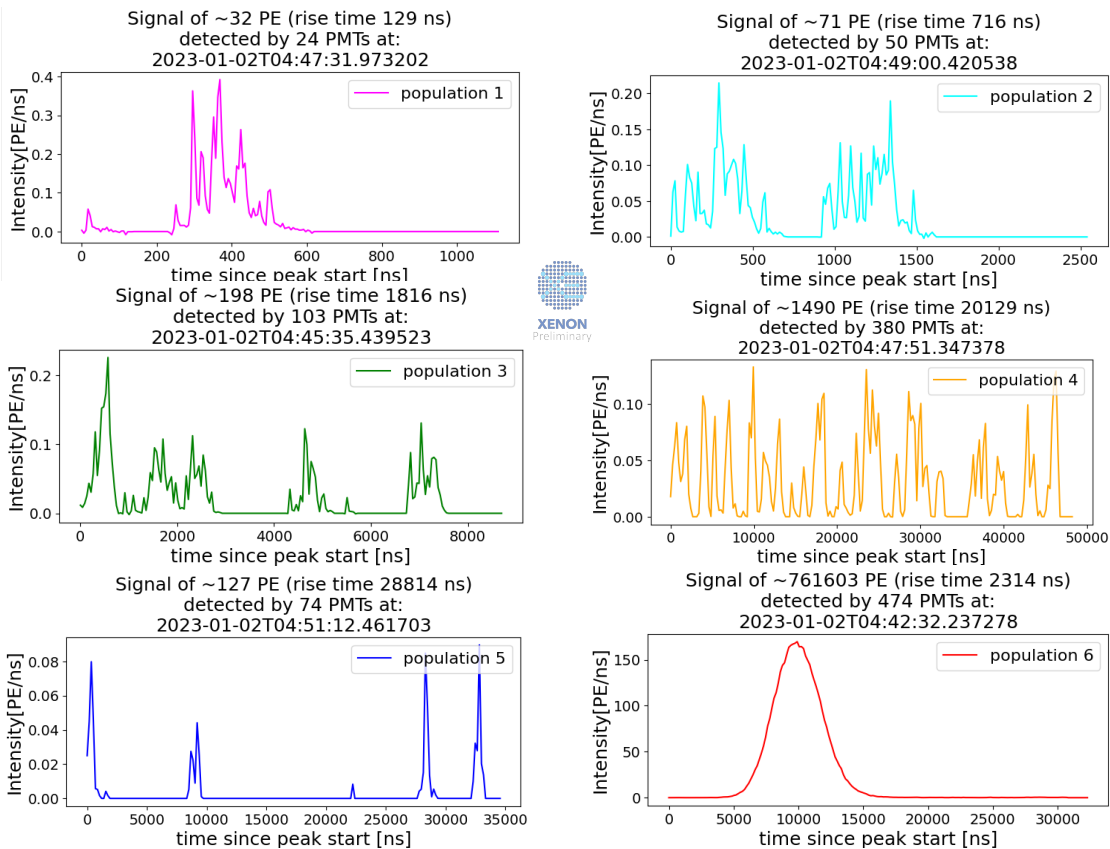 Signal of ~32 PE (rise time 129 ns)
detected by 24 PMTs at:
2023-01-02T04:47:31.973202
0.4
0.3
0.2
0.1
0.0
Intensity[PE/ns]
population 1
0 200 400 600 800 1000
time since peak start [ns]
Signal of ~71 PE (rise time 716 ns)
detected by 50 PMTs at:
2023-01-02T04:49:00.420538
0.20
0.15
0.10
0.05
0.00
Intensity[PE/ns]
population 2
0 500 1000 1500 2000 2500
time since peak start [ns]
XENON
Preliminary
Signal of ~198 PE (rise time 1816 ns)
detected by 103 PMTs at:
2023-01-02T04:45:35.439523
0.2
0.1
0.0
Intensity[PE/ns]
population 3
0 2000 4000 6000 8000
time since peak start [ns]
Signal of ~1490 PE (rise time 20129 ns)
detected by 380 PMTs at:
2023-01-02T04:47:51.347378
0.10
0.05
0.00
Intensity[PE/ns]
population 4
0 10000 20000 30000 40000 50000
time since peak start [ns]
Signal of ~127 PE (rise time 28814 ns)
detected by 74 PMTs at:
2023-01-02T04:51:12.461703
0.08
0.06
0.04
0.02
0.00
Intensity[PE/ns]
population 5
0 5000 10000 15000 20000 25000 30000 35000
time since peak start [ns]
Signal of ~761603 PE (rise time 2314 ns)
detected by 474 PMTs at:
2023-01-02T04:42:32.237278
150
100
50
0
Intensity[PE/ns]
population 6
0 5000 10000 15000 20000 25000 30000
time since peak start [ns]